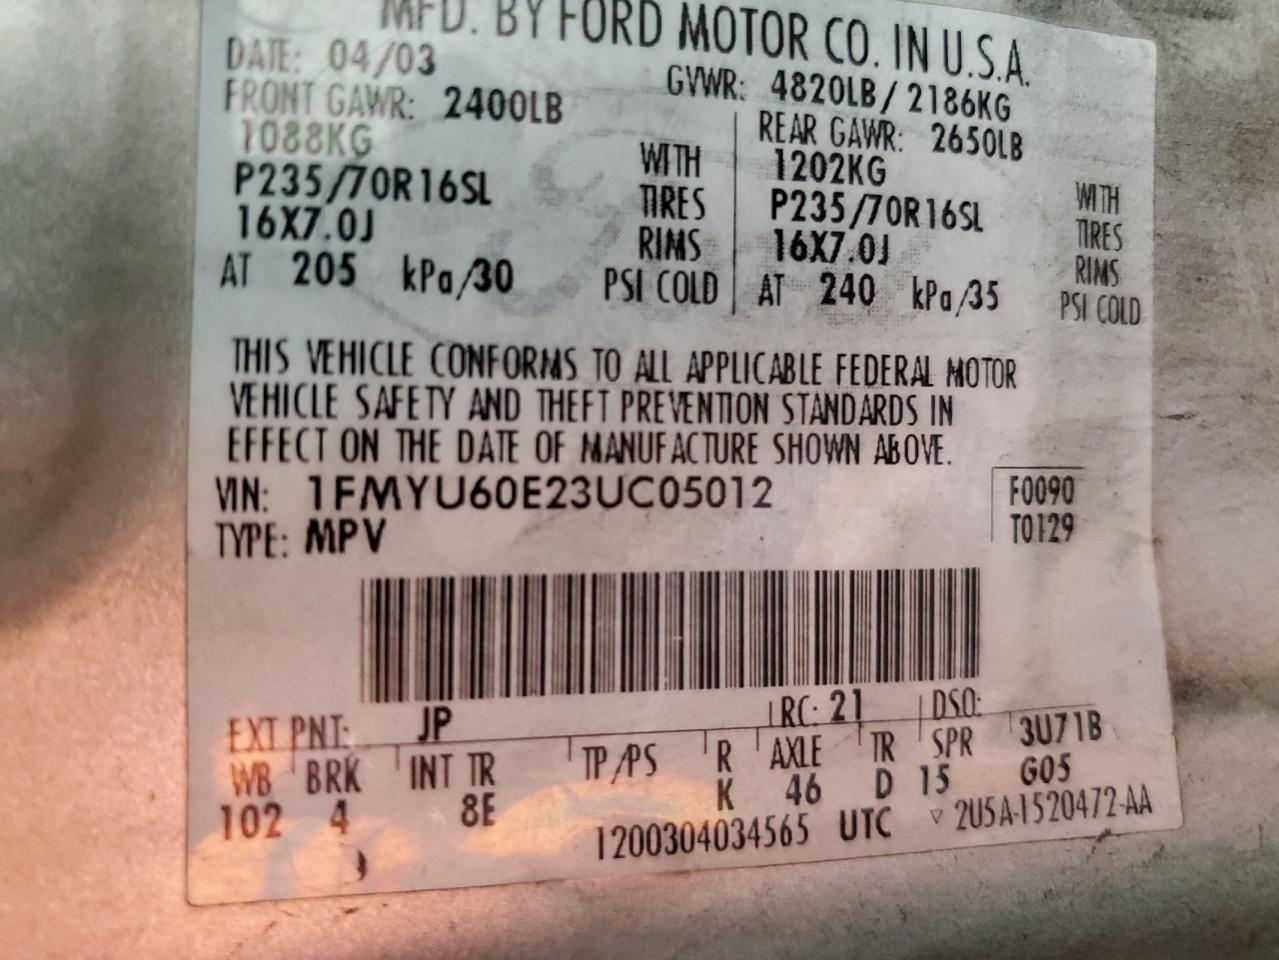 MFD. BY FORD MOTOR CO. IN U.S.A.
DATE: 04/03 GVWR: 4820LB / 2186KG
FRONT GAWR: 2400LB REAR GAWR: 2650LB
1088KG WITH 1202KG WITH
P235/70R16SL TIRES P235/70R16SL TIRES
16X7.0J RIMS 16X7.0J RIMS
AT 205 kPa/30 PSI COLD AT 240 kPa/35 PSI COLD
THIS VEHICLE CONFORMS TO ALL APPLICABLE FEDERAL MOTOR
VEHICLE SAFETY AND THEFT PREVENTION STANDARDS IN
EFFECT ON THE DATE OF MANUFACTURE SHOWN ABOVE.
VIN: 1FMYU60E23UC05012 F0090
TYPE: MPV T0129
EXT PNT: JP RC: 21 DSO:
WB BRK INT TR TP/PS R AXLE TR SPR 3U71B
102 4 8E K 46 D 15 G05
1200304034565 UTC ▽ 2U5A-1520472-AA